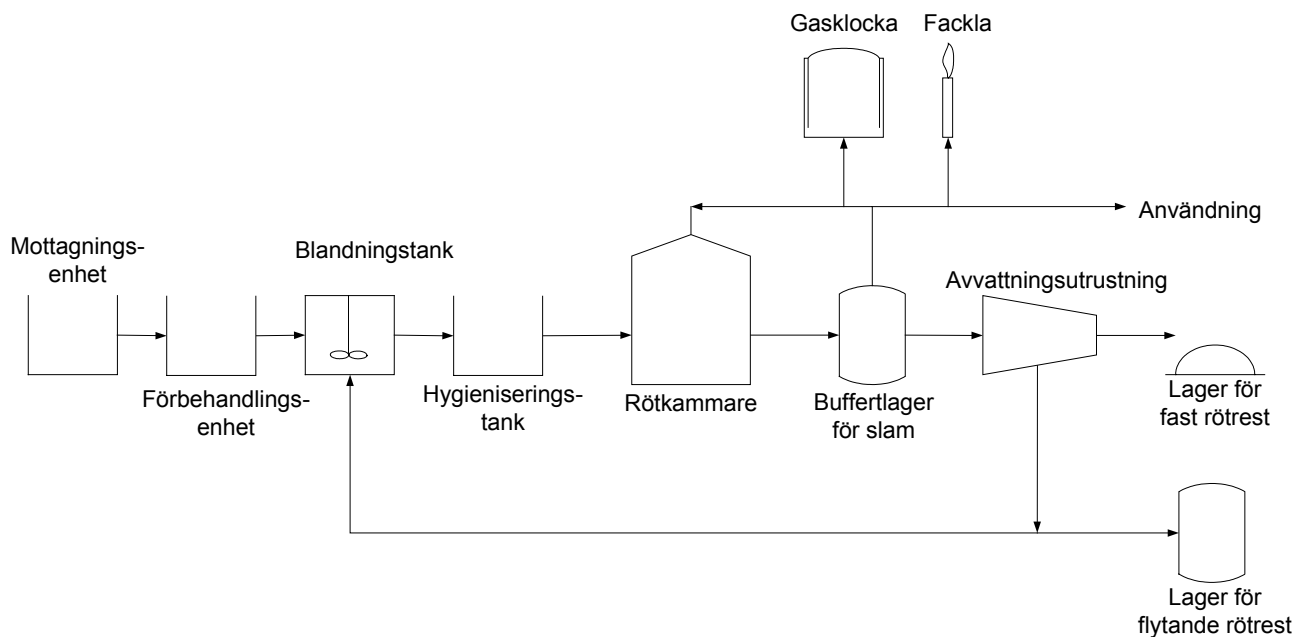 Gasklocka
Fackla
Användning
Mottagnings-
enhet
Blandningstank
Avvattningsutrustning
Förbehandlings-
enhet
Hygieniserings-
tank
Rötkammare
Buffertlager
för slam
Lager för
fast rötrest
Lager för
flytande rötrest